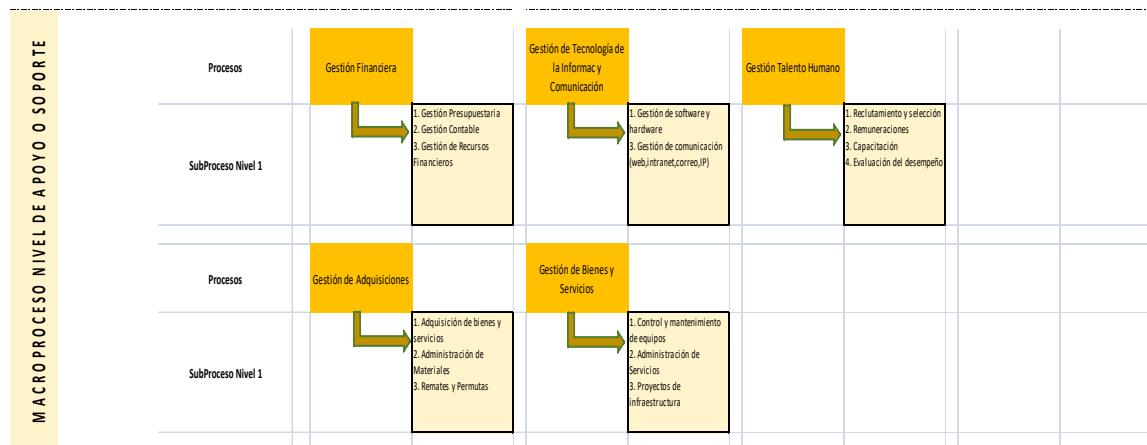 MACROPROCESO NIVEL DE APOYO O SOPORTE
Procesos
Gestión Financiera
Gestión de Tecnología de
la Informac y
Comunicación
Gestión Talento Humano
SubProceso Nivel 1
1. Gestión Presupuestaria
2. Gestión Contable
3. Gestión de Recursos
Financieros
1. Gestión de software y
hardware
3. Gestión de comunicación
(web,intranet,correo,IP)
1. Reclutamiento y selección
2. Remuneraciones
3. Capacitación
4. Evaluación del desempeño
Procesos
Gestión de Adquisiciones
Gestión de Bienes y
Servicios
SubProceso Nivel 1
1. Adquisición de bienes y
servicios
2. Administración de
Materiales
3. Remates y Permutas
1. Control y mantenimiento
de equipos
2. Administración de
Servicios
3. Proyectos de
infraestructura